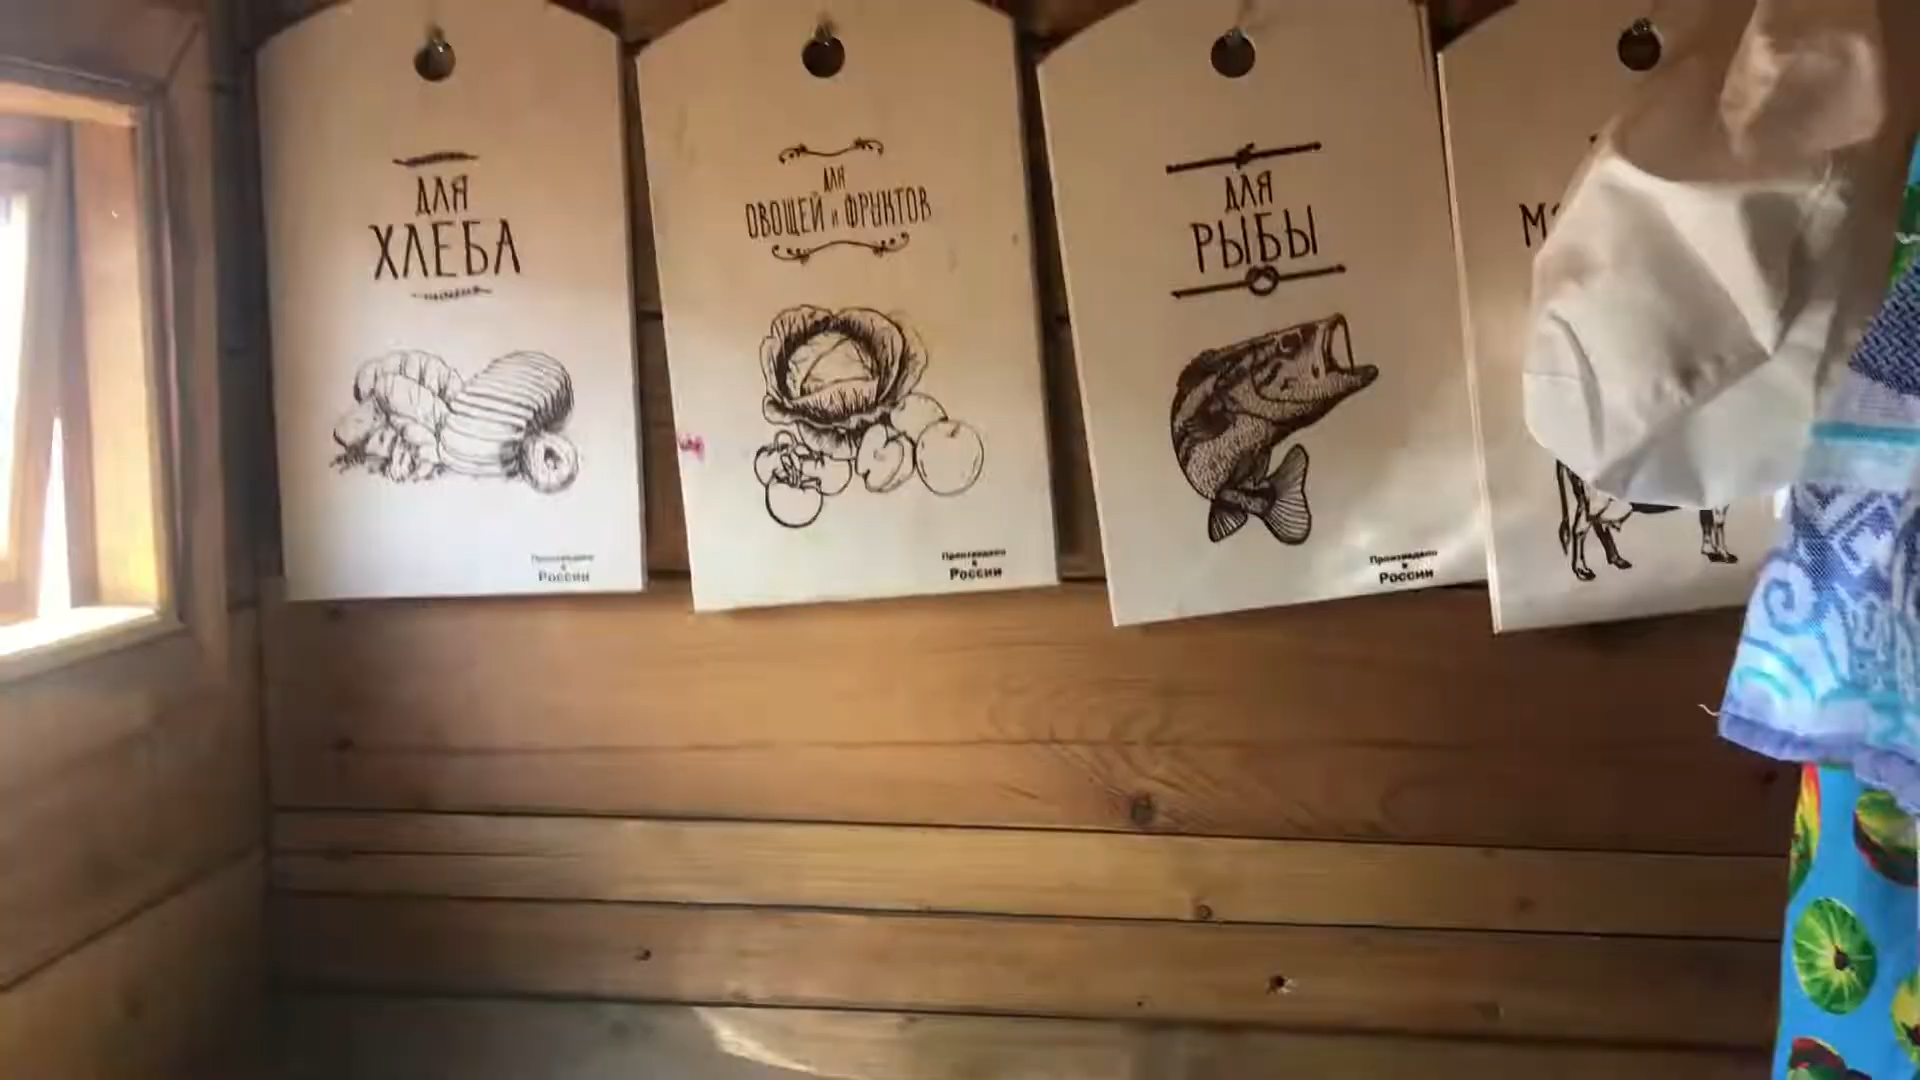 ДЛЯ
ХЛЕБА
Произведено
в
России
ДЛЯ
ОВОЩЕЙ и ФРУКТОВ
Произведено
в
России
ДЛЯ
РЫБЫ
Произведено
в
России